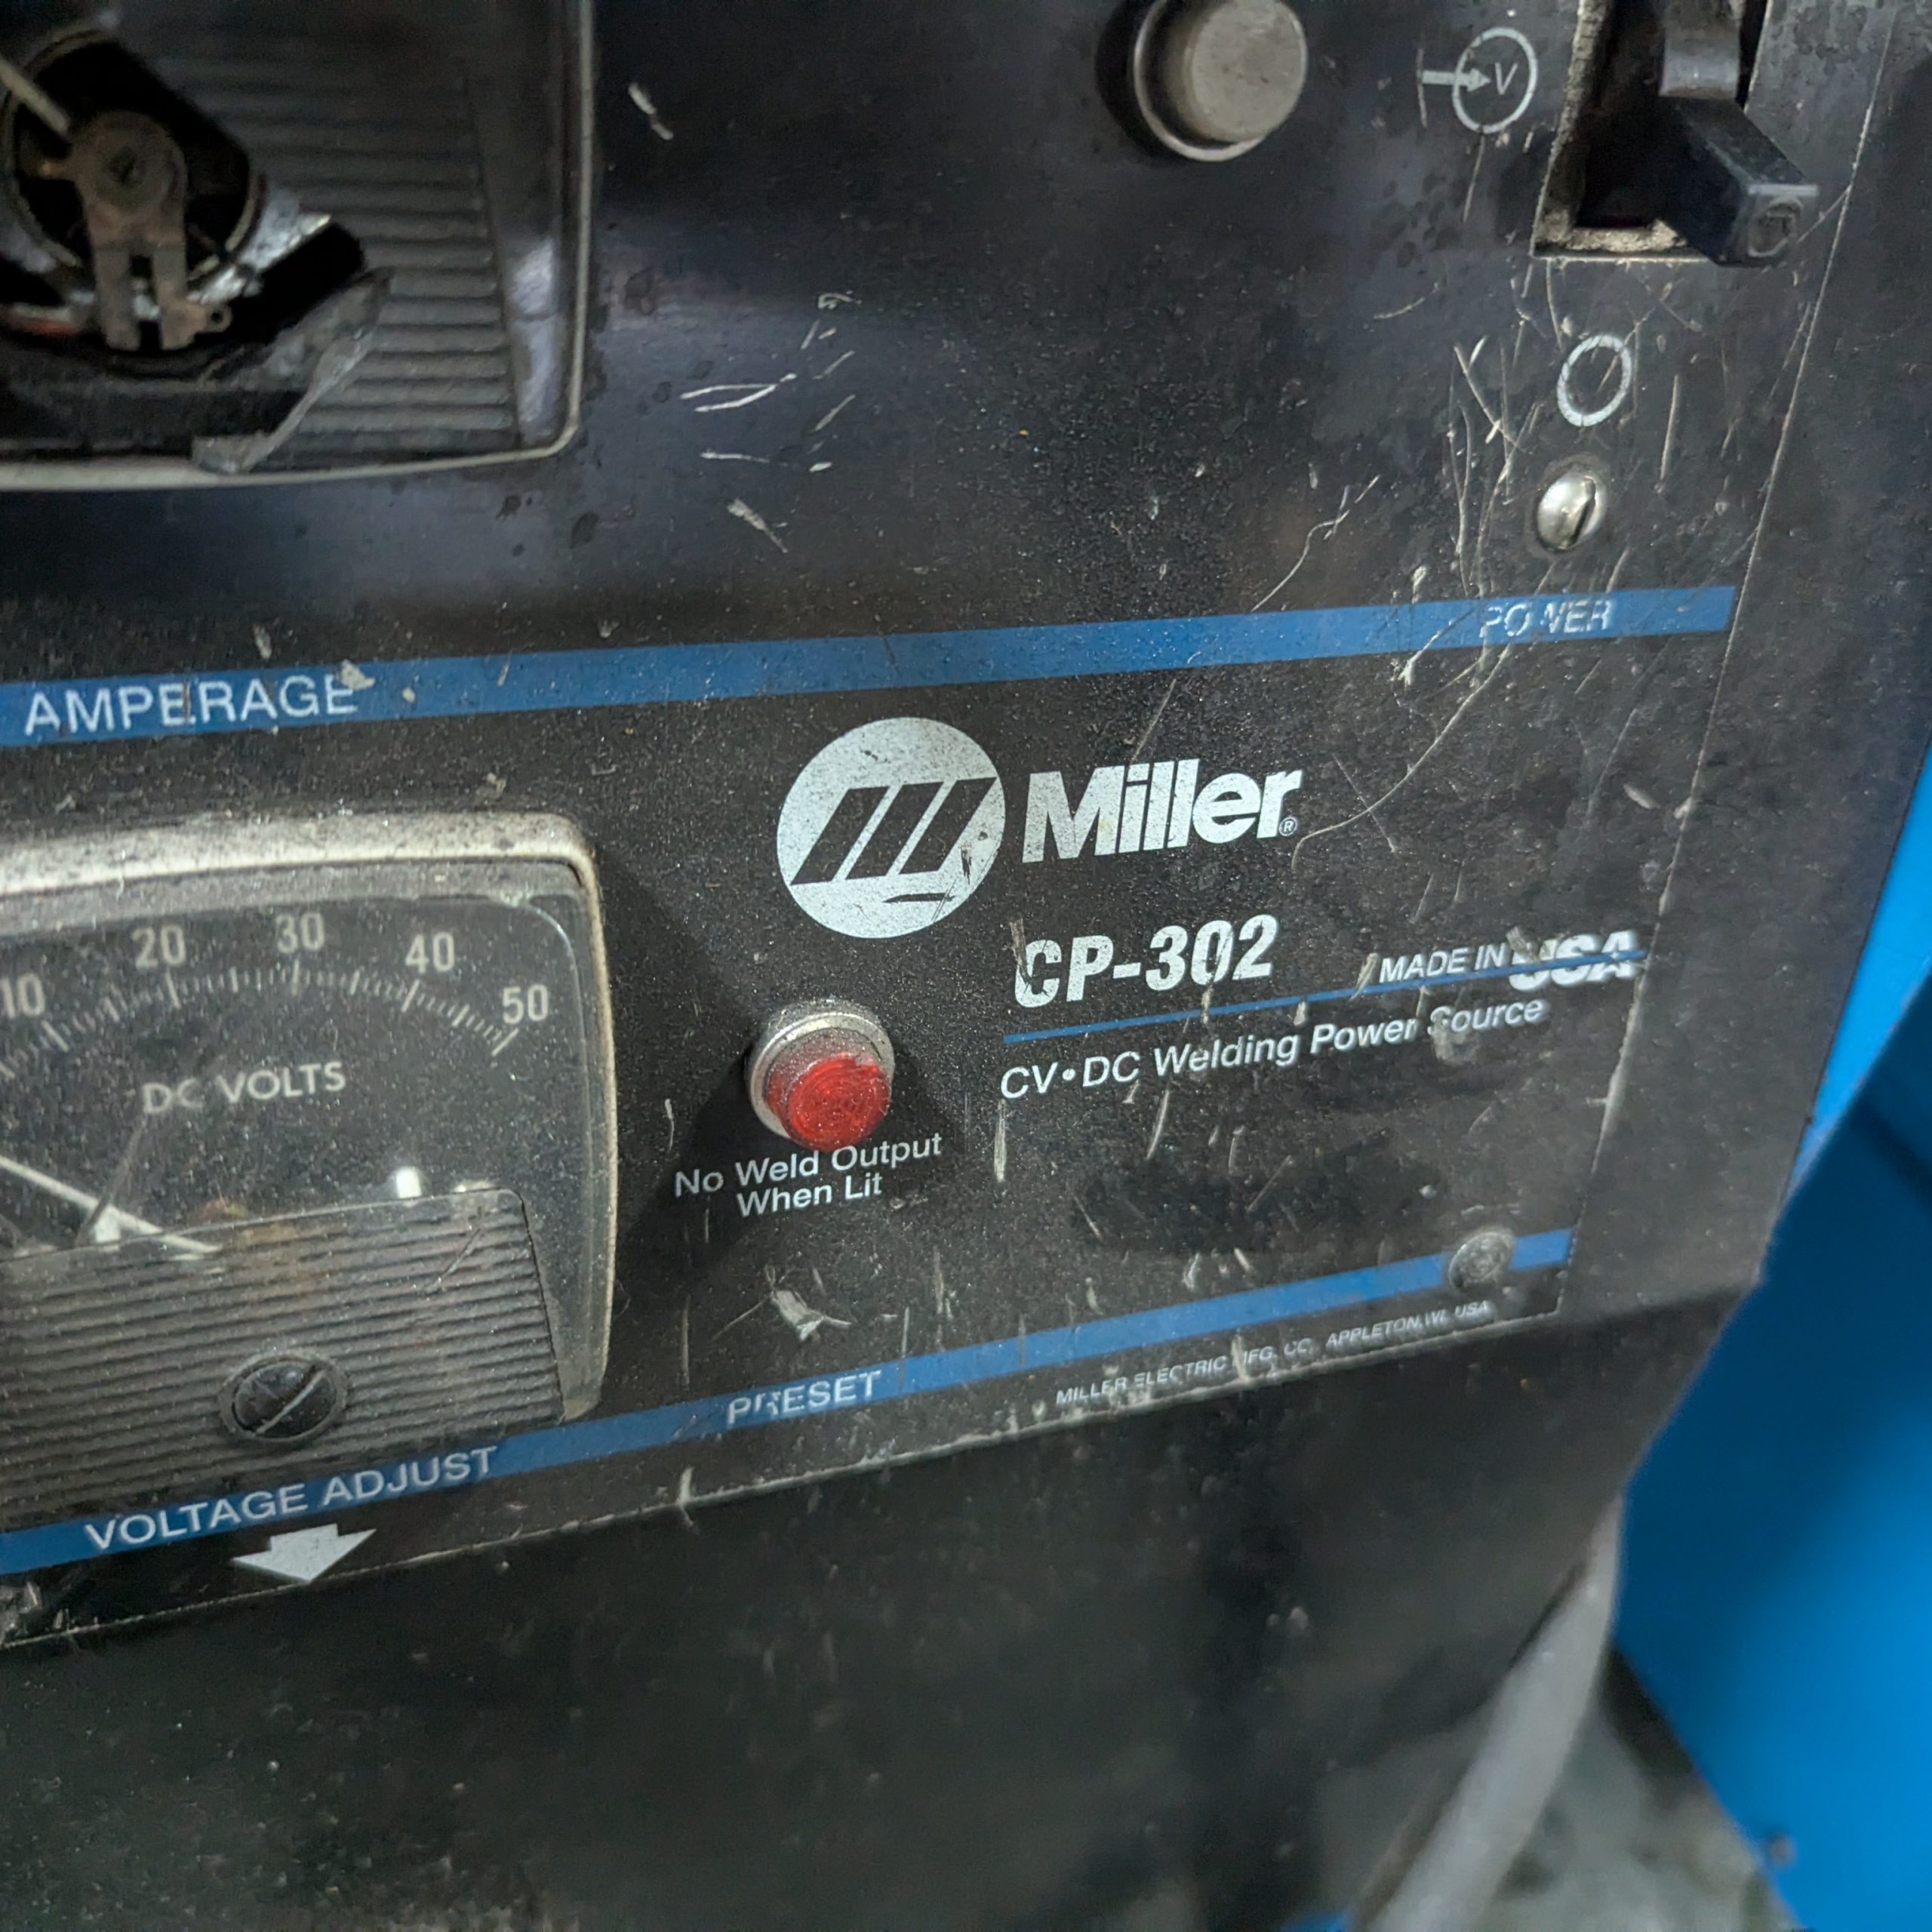 V
POWER
AMPERAGE
Miller®
CP-302
MADE IN USA
CV•DC Welding Power Source
10 20 30 40 50
DC VOLTS
No Weld Output
When Lit
PRESET
MILLER ELECTRIC MFG. CO. APPLETON, WI. USA
VOLTAGE ADJUST